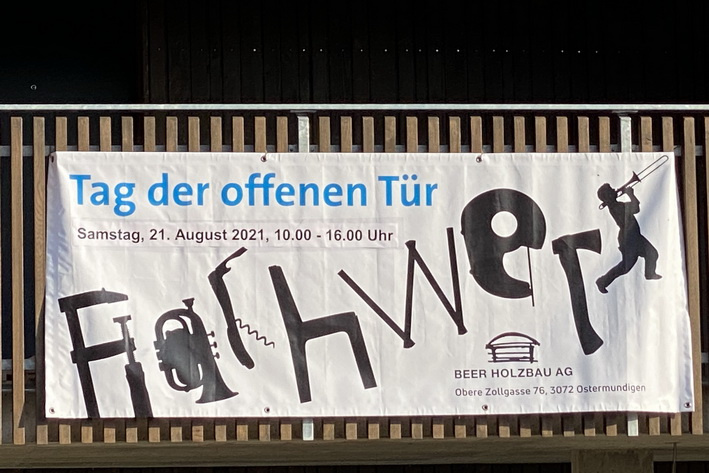 Tag der offenen Tür
Samstag, 21. August 2021, 10.00 - 16.00 Uhr
Fachwerk
BEER HOLZBAU AG
Obere Zollgasse 76, 3072 Ostermundigen